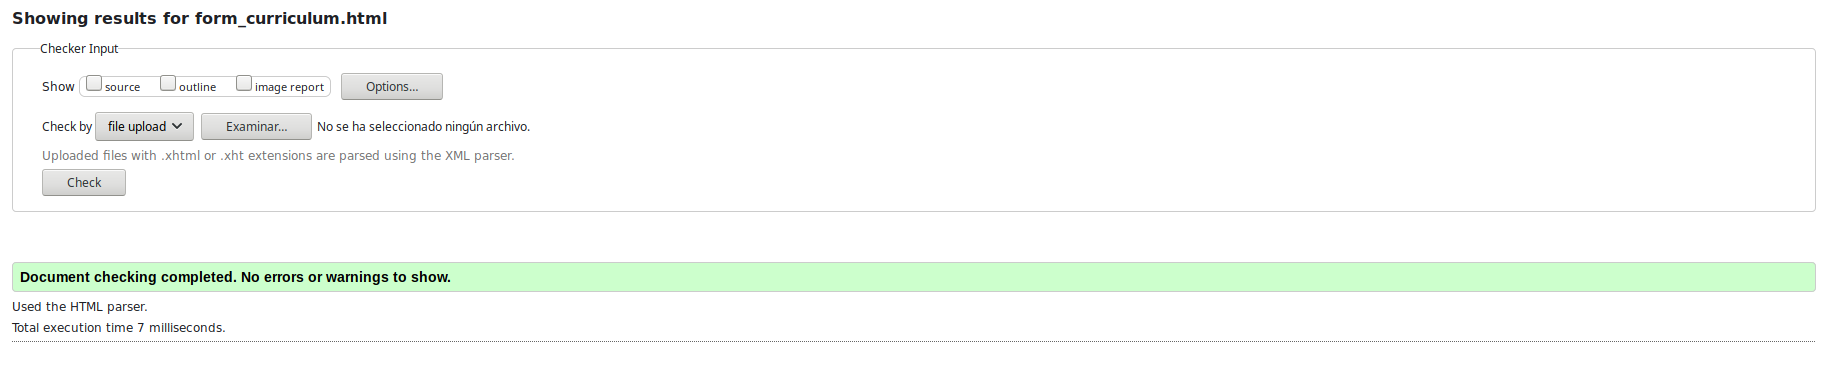 Showing results for form_curriculum.html
Checker Input
Show source outline image report Options...
Check by file upload Examinar... No se ha seleccionado ningún archivo.
Uploaded files with .xhtml or .xht extensions are parsed using the XML parser.
Check
Document checking completed. No errors or warnings to show.
Used the HTML parser.
Total execution time 7 milliseconds.